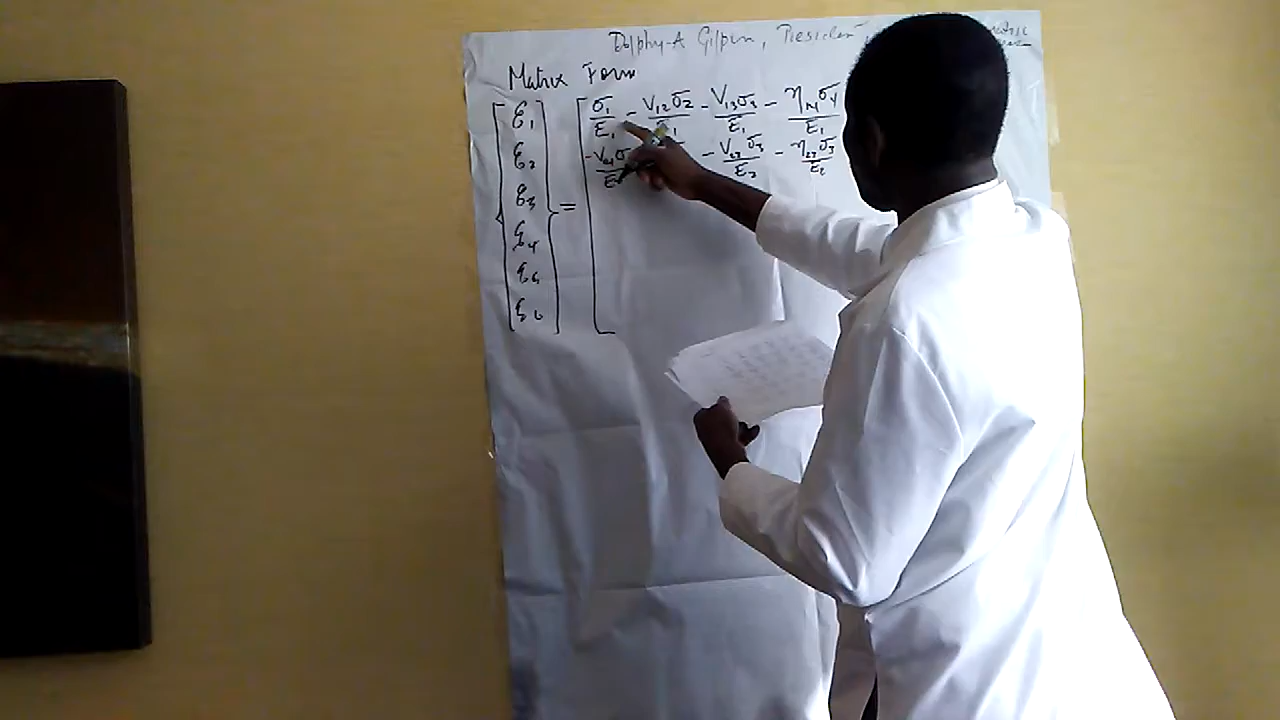 Dolphy-A Gilpin, President,
Matrix Form
ε1 σ1/E1 - V12σ2/E1 - V13σ3/E1 - η14σ4/E1
ε2 - V23σ3/E2 - η23σ3/E2
ε3 =
ε4
ε5
ε6